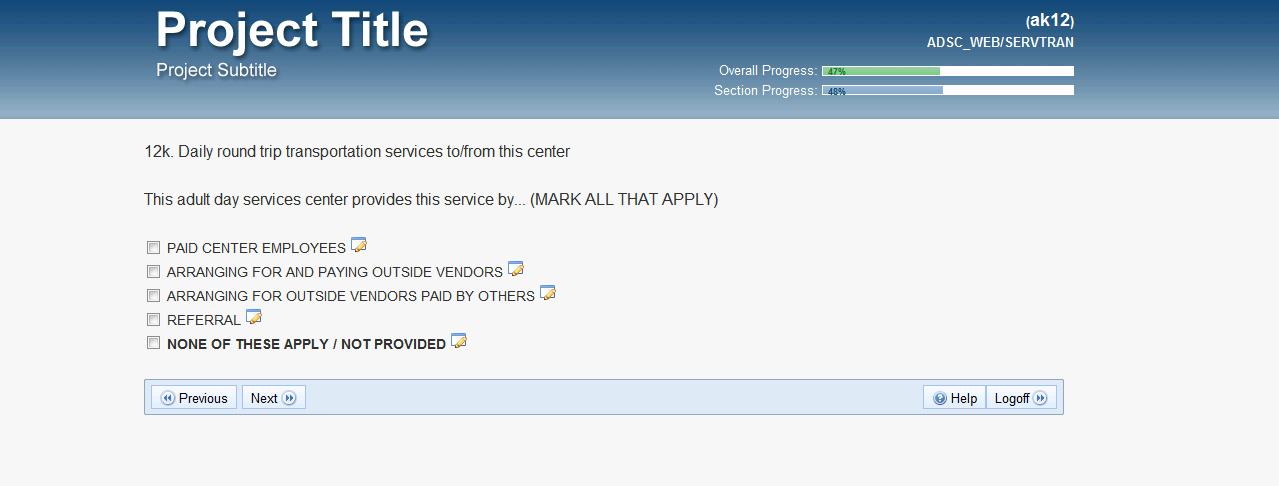 Project Title
Project Subtitle
(ak12)
ADSC_WEB/SERVTRAN
Overall Progress: 47%
Section Progress: 48%
12k. Daily round trip transportation services to/from this center
This adult day services center provides this service by... (MARK ALL THAT APPLY)
PAID CENTER EMPLOYEES
ARRANGING FOR AND PAYING OUTSIDE VENDORS
ARRANGING FOR OUTSIDE VENDORS PAID BY OTHERS
REFERRAL
NONE OF THESE APPLY / NOT PROVIDED
Previous Next Help Logoff